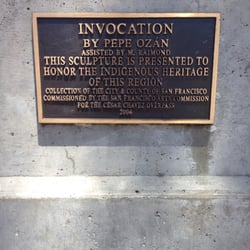 INVOCATION
BY PEPE OZAN
ASSISTED BY M. RAIMOND
THIS SCULPTURE IS PRESENTED TO
HONOR THE INDIGENOUS HERITAGE
OF THIS REGION
COLLECTION OF THE CITY & COUNTY OF SAN FRANCISCO
COMMISSIONED BY THE SAN FRANCISCO ARTS COMMISSION
FOR THE CESAR CHAVEZ OVERPASS
2004